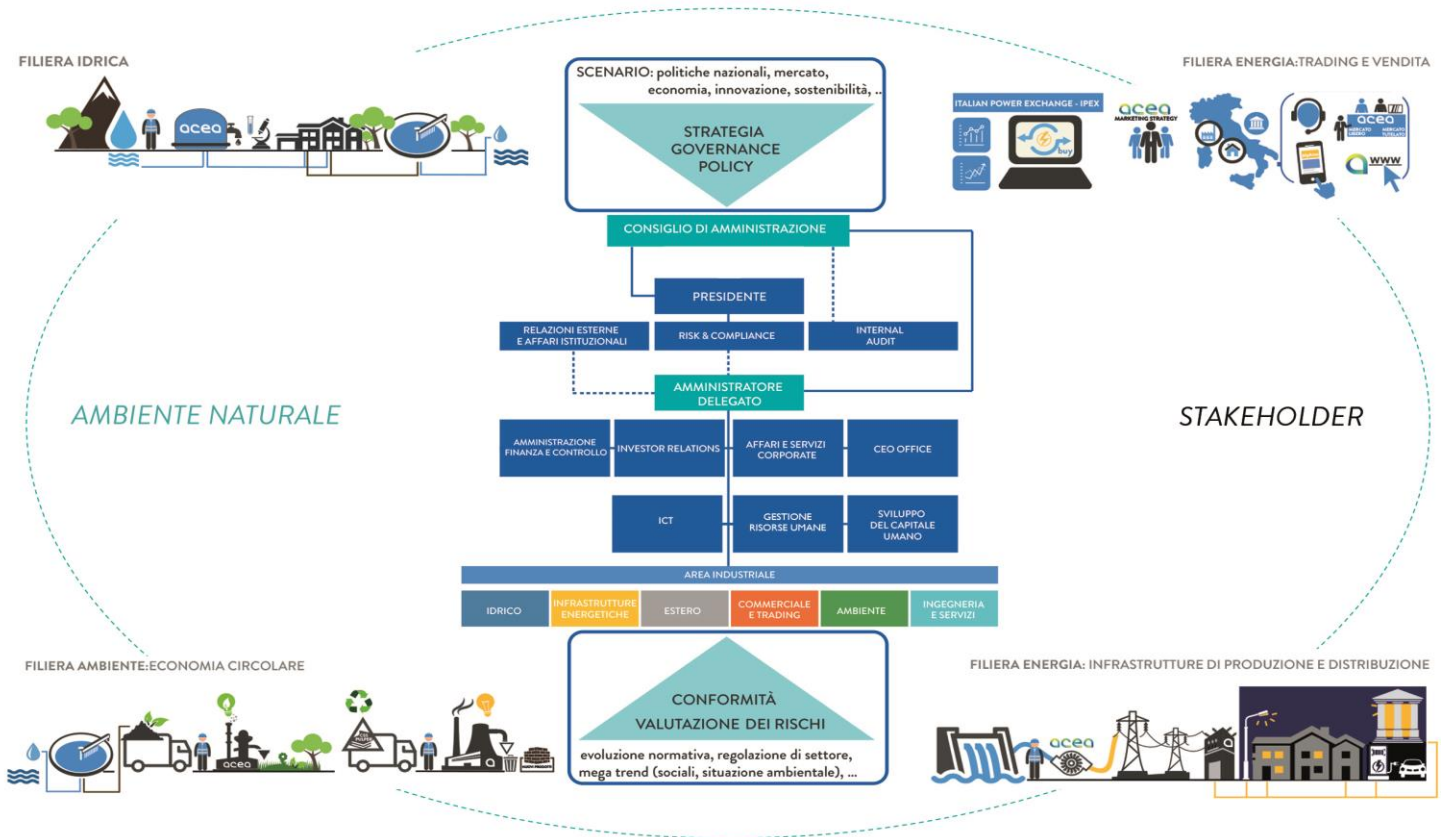 FILIERA IDRICA
acea
SCENARIO: politiche nazionali, mercato,
economia, innovazione, sostenibilità, ..
STRATEGIA
GOVERNANCE
POLICY
FILIERA ENERGIA:TRADING E VENDITA
ITALIAN POWER EXCHANGE - IPEX
buy
acea
MARKETING STRATEGY
acea
MERCATO
LIBERO
MERCATO
TUTELATO
a www
CONSIGLIO DI AMMINISTRAZIONE
PRESIDENTE
RELAZIONI ESTERNE
E AFFARI ISTITUZIONALI
RISK & COMPLIANCE
INTERNAL
AUDIT
AMMINISTRATORE
DELEGATO
AMBIENTE NATURALE
STAKEHOLDER
AMMINISTRAZIONE
FINANZA E CONTROLLO
INVESTOR RELATIONS
AFFARI E SERVIZI
CORPORATE
CEO OFFICE
ICT
GESTIONE
RISORSE UMANE
SVILUPPO
DEL CAPITALE
UMANO
AREA INDUSTRIALE
IDRICO
INFRASTRUTTURE
ENERGETICHE
ESTERO
COMMERCIALE
E TRADING
AMBIENTE
INGEGNERIA
E SERVIZI
FILIERA AMBIENTE:ECONOMIA CIRCOLARE
acea
CONFORMITÀ
VALUTAZIONE DEI RISCHI
evoluzione normativa, regolazione di settore,
mega trend (sociali, situazione ambientale), ...
FILIERA ENERGIA: INFRASTRUTTURE DI PRODUZIONE E DISTRIBUZIONE
acea